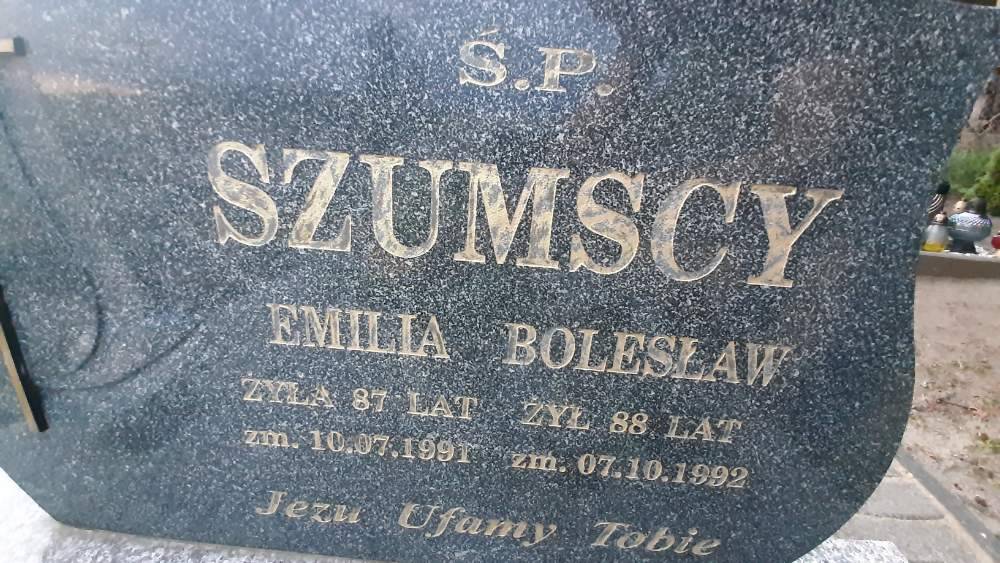 Ś.P.
SZUMSCY
EMILIA BOLESŁAW
ŻYŁA 87 LAT ŻYŁ 88 LAT
zm. 10.07.1991 zm. 07.10.1992
Jezu Ufamy Tobie